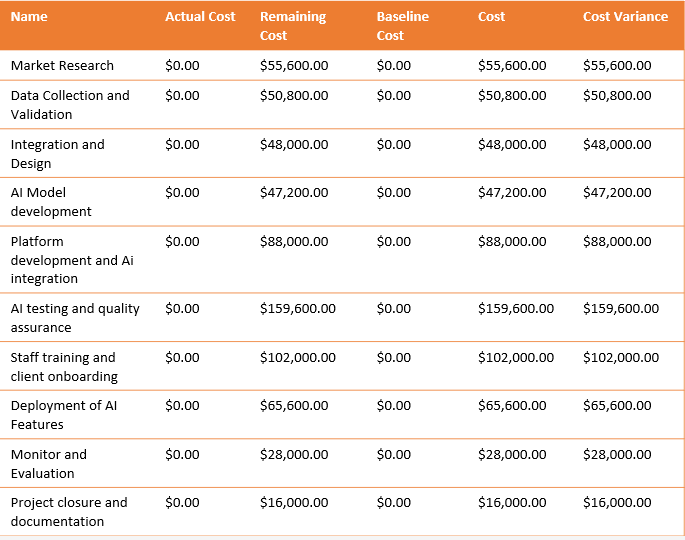 Name Actual Cost Remaining Baseline Cost Cost Variance
Cost Cost
Market Research $0.00 $55,600.00 $0.00 $55,600.00 $55,600.00
Data Collection and $0.00 $50,800.00 $0.00 $50,800.00 $50,800.00
Validation
Integration and $0.00 $48,000.00 $0.00 $48,000.00 $48,000.00
Design
AI Model $0.00 $47,200.00 $0.00 $47,200.00 $47,200.00
development
Platform $0.00 $88,000.00 $0.00 $88,000.00 $88,000.00
development and Ai
integration
AI testing and quality $0.00 $159,600.00 $0.00 $159,600.00 $159,600.00
assurance
Staff training and $0.00 $102,000.00 $0.00 $102,000.00 $102,000.00
client onboarding
Deployment of AI $0.00 $65,600.00 $0.00 $65,600.00 $65,600.00
Features
Monitor and $0.00 $28,000.00 $0.00 $28,000.00 $28,000.00
Evaluation
Project closure and $0.00 $16,000.00 $0.00 $16,000.00 $16,000.00
documentation